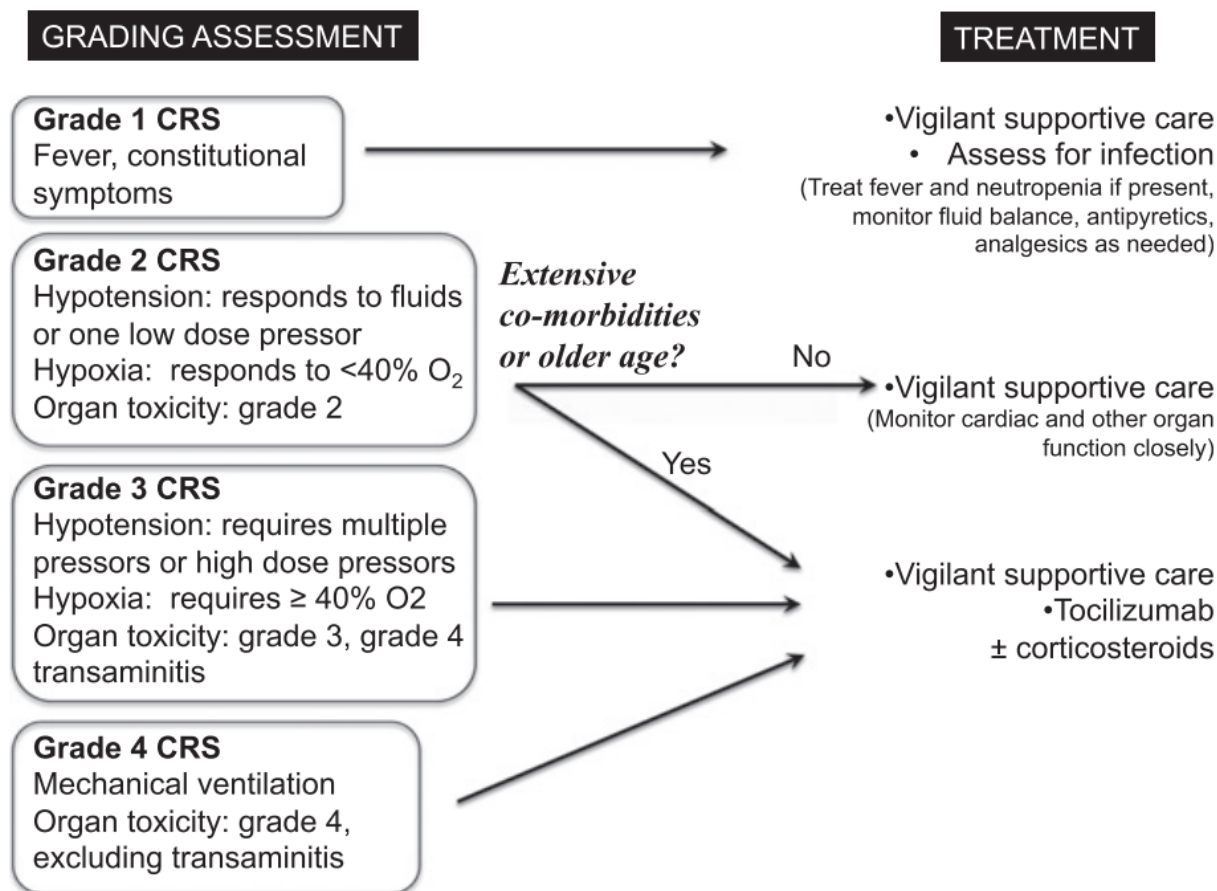 GRADING ASSESSMENT
TREATMENT
Grade 1 CRS
Fever, constitutional
symptoms
•Vigilant supportive care
• Assess for infection
(Treat fever and neutropenia if present,
monitor fluid balance, antipyretics,
analgesics as needed)
Grade 2 CRS
Hypotension: responds to fluids
or one low dose pressor
Hypoxia: responds to <40% O₂
Organ toxicity: grade 2
Extensive
co-morbidities
or older age?
No
•Vigilant supportive care
(Monitor cardiac and other organ
function closely)
Yes
Grade 3 CRS
Hypotension: requires multiple
pressors or high dose pressors
Hypoxia: requires ≥ 40% O2
Organ toxicity: grade 3, grade 4
transaminitis
•Vigilant supportive care
•Tocilizumab
± corticosteroids
Grade 4 CRS
Mechanical ventilation
Organ toxicity: grade 4,
excluding transaminitis